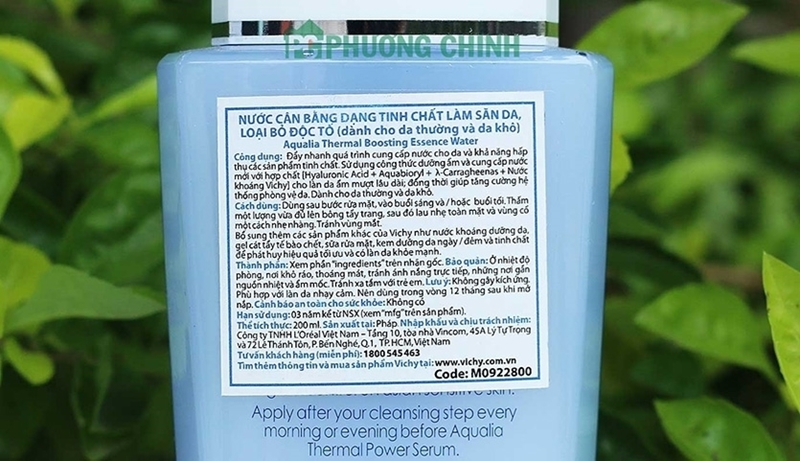 PHUONG CHINH
NƯỚC CÂN BẰNG DẠNG TINH CHẤT LÀM SĂN DA,
LOẠI BỎ ĐỘC TỐ (dành cho da thường và da khô)
Aqualia Thermal Boosting Essence Water
Công dụng: Đẩy nhanh quá trình cung cấp nước cho da và khả năng hấp
thụ các sản phẩm tinh chất. Sử dụng công thức dưỡng ẩm và cung cấp nước
mới với hợp chất [Hyaluronic Acid + Aquabioryl + λ-Carragheenas + Nước
khoáng Vichy] cho làn da ẩm mượt lâu dài; đồng thời giúp tăng cường hệ
thống phòng vệ da. Dành cho da thường và da khô.
Cách dùng: Dùng sau bước rửa mặt, vào buổi sáng và / hoặc buổi tối. Thấm
một lượng vừa đủ lên bông tẩy trang, sau đó lau nhẹ toàn mặt và vùng cổ
một cách nhẹ nhàng. Tránh vùng mắt.
Bổ sung thêm các sản phẩm khác của Vichy như nước khoáng dưỡng da,
gel cát tẩy tế bào chết, sữa rửa mặt, kem dưỡng da ngày / đêm và tinh chất
để phát huy hiệu quả tối ưu và có làn da khỏe mạnh.
Thành phần: Xem phần "ingredients" trên nhãn gốc. Bảo quản: Ở nhiệt độ
phòng, nơi khô ráo, thoáng mát, tránh ánh nắng trực tiếp, những nơi gần
nguồn nhiệt và ẩm mốc. Tránh xa tầm với trẻ em. Lưu ý: Không gây kích ứng.
Phù hợp với làn da nhạy cảm. Nên dùng trong vòng 12 tháng sau khi mở
nắp. Cảnh báo an toàn cho sức khỏe: Không có
Hạn sử dụng: 03 năm kể từ NSX (xem "mfg" trên sản phẩm).
Thể tích thực: 200 ml. Sản xuất tại: Pháp. Nhập khẩu và chịu trách nhiệm:
Công ty TNHH L'Oréal Việt Nam – Tầng 10, tòa nhà Vincom, 45A Lý Tự Trọng
và 72 Lê Thánh Tôn, P. Bến Nghé, Q.1, TP.HCM, Việt Nam
Tư vấn khách hàng (miễn phí): 1800 545 463
Tìm thêm thông tin và mua sản phẩm Vichy tại: www.vichy.com.vn
Code: M0922800
sensitive skin.
Apply after your cleansing step every
morning or evening before Aqualia
Thermal Power Serum.